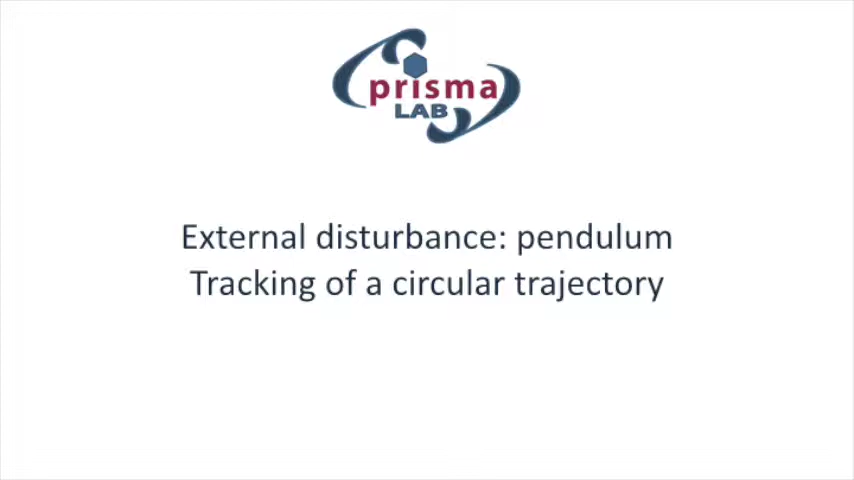 prisma
LAB
External disturbance: pendulum
Tracking of a circular trajectory